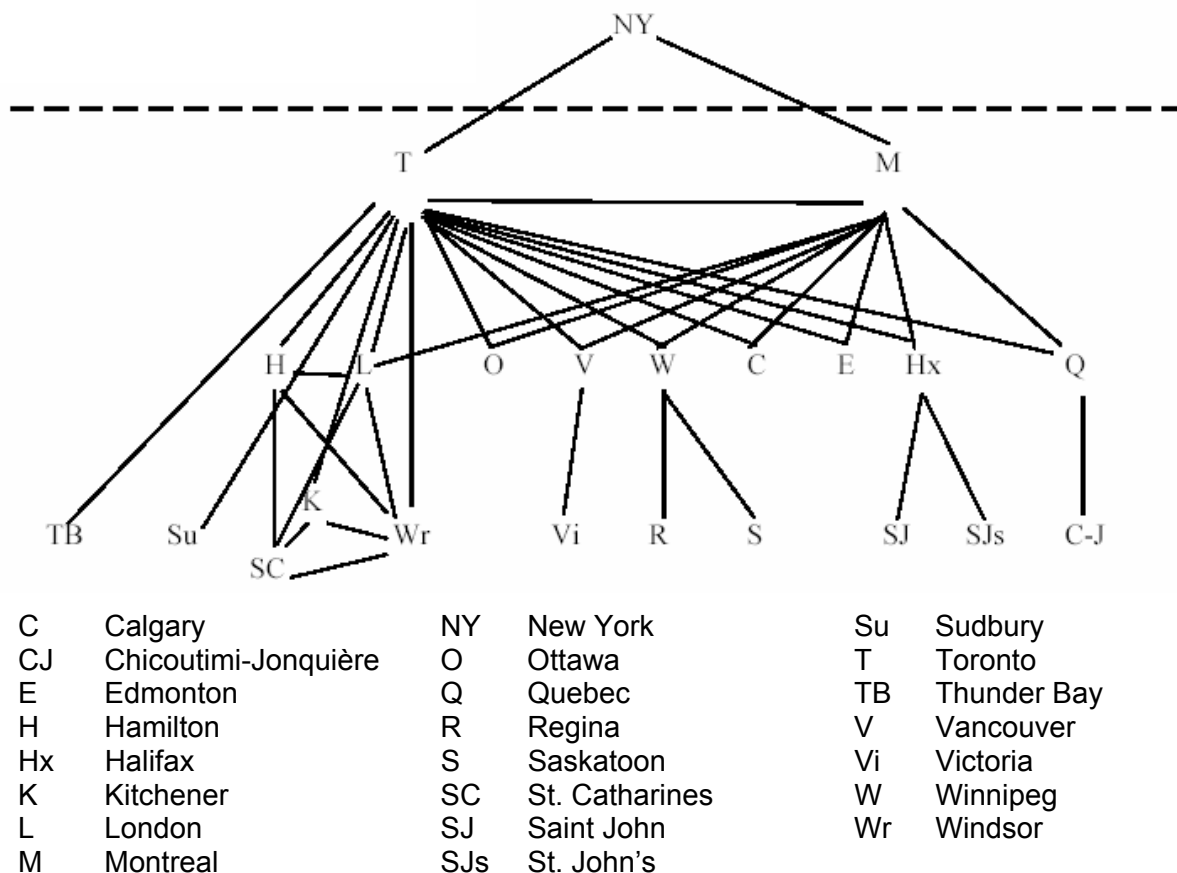 NY
T M
H L O V W C E Hx Q
K
TB Su Wr Vi R S SJ SJs C-J
SC
C Calgary NY New York Su Sudbury
CJ Chicoutimi-Jonquière O Ottawa T Toronto
E Edmonton Q Quebec TB Thunder Bay
H Hamilton R Regina V Vancouver
Hx Halifax S Saskatoon Vi Victoria
K Kitchener SC St. Catharines W Winnipeg
L London SJ Saint John Wr Windsor
M Montreal SJs St. John’s